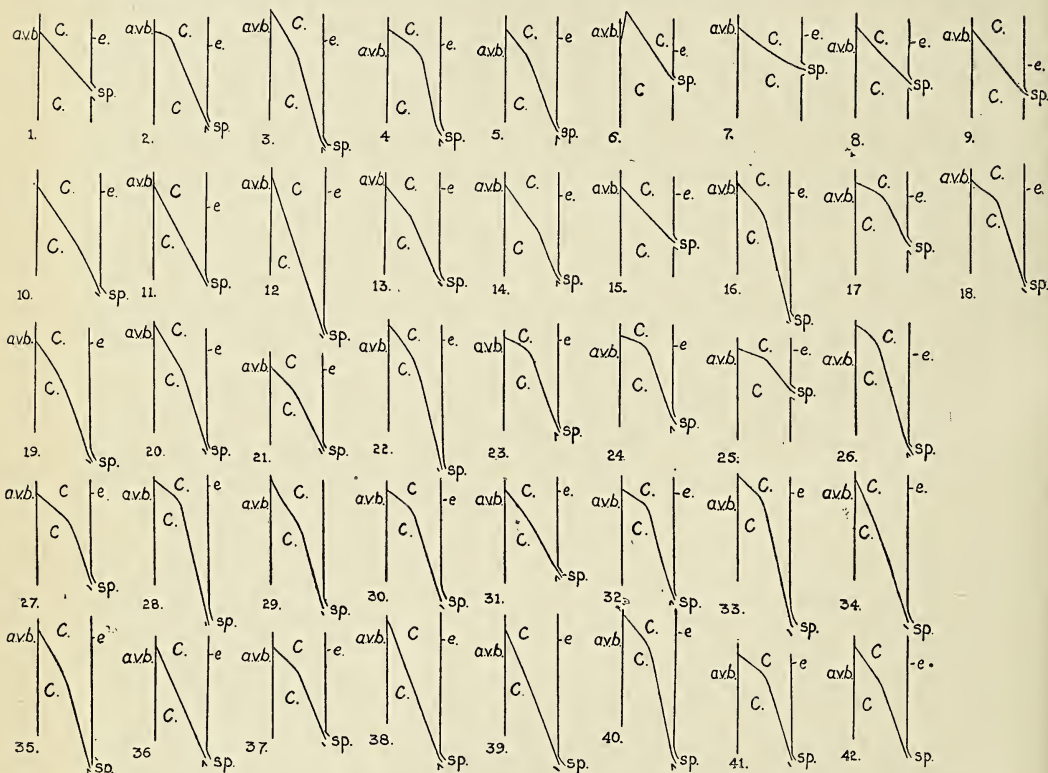 a.v.b. C. e. C. sp. 1.
a.v.b. C. e. C sp. 2.
a.v.b. C. e. C. sp. 3.
a.v.b. C. e. C. sp. 4.
a.v.b. C. e C. sp. 5.
a.v.b. C. e. C sp. 6.
a.v.b. C. e. C. sp. 7.
a.v.b. C. e. C. sp. 8.
a.v.b. C. e. C. sp. 9.
C. e. C. sp. 10.
a.v.b. C e C. sp. 11.
a.v.b. C e. C. sp. 12
a.v.b. C. e C. sp. 13.
a.v.b. C. e C. sp. 14.
a.v.b. C. e. C. sp. 15.
a.v.b. C. e. C. sp. 16.
a.v.b. C. e. C. sp. 17
a.v.b. C. e. C. sp. 18.
a.v.b. C. e C. sp. 19.
a.v.b. C. e C. sp. 20.
a.v.b. C e C. sp. 21.
a.v.b. C. e. C. sp. 22.
a.v.b. C. e C. sp. 23.
a.v.b. C. e C. sp. 24.
a.v.b. C. e. C sp. 25.
a.v.b. C. e. C. sp. 26.
a.v.b. C e. C sp. 27.
a.v.b. C e C. sp. 28.
a.v.b. C. e. C. sp. 29.
a.v.b. C e C. sp. 30.
a.v.b. C. e. C. sp. 31.
a.v.b. C. e. C. sp. 32.
a.v.b. C. e. C sp. 33.
a.v.b. C. e. C. sp. 34.
a.v.b. C. e C. sp. 35.
a.v.b. C e C. sp. 36
a.v.b. C. e C. sp. 37.
a.v.b. C e. C. sp. 38.
a.v.b. C. C. sp. 39.
a.v.b. C. e C. sp. 40.
a.v.b. C e C. sp. 41.
a.v.b. C e. C. sp. 42.